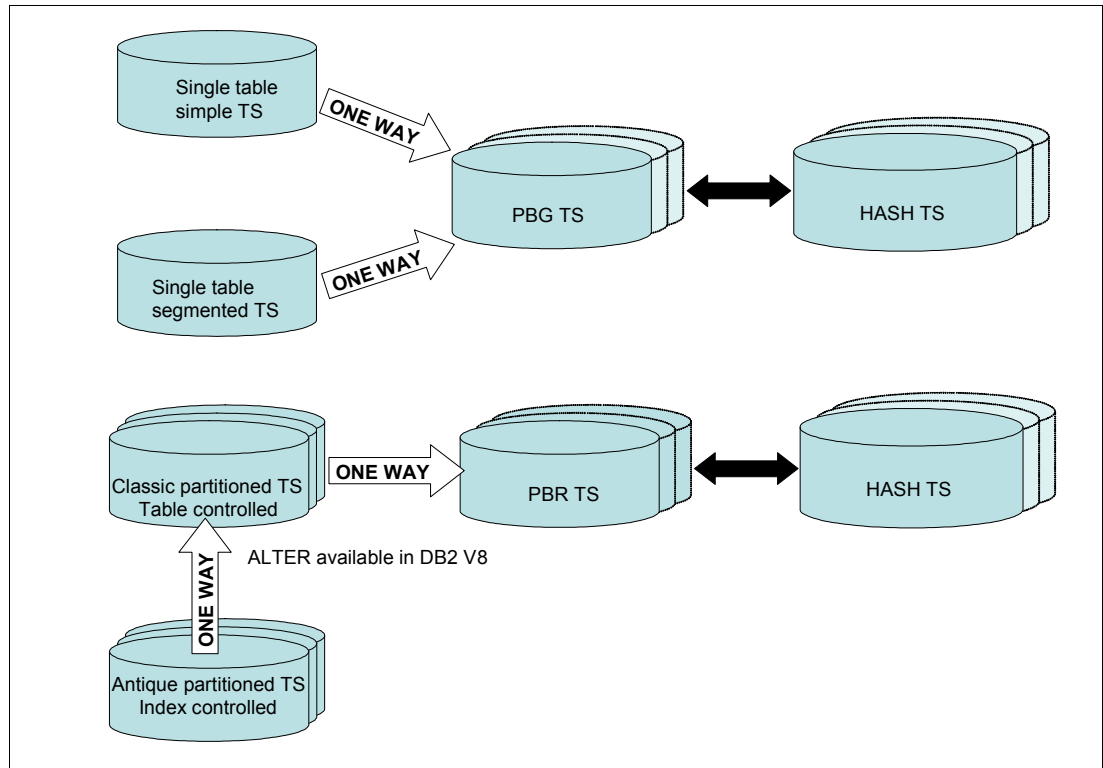 Single table
simple TS
ONE WAY
PBG TS
HASH TS
Single table
segmented TS
ONE WAY
Classic partitioned TS
Table controlled
ONE WAY
PBR TS
HASH TS
ONE WAY
ALTER available in DB2 V8
Antique partitioned TS
Index controlled